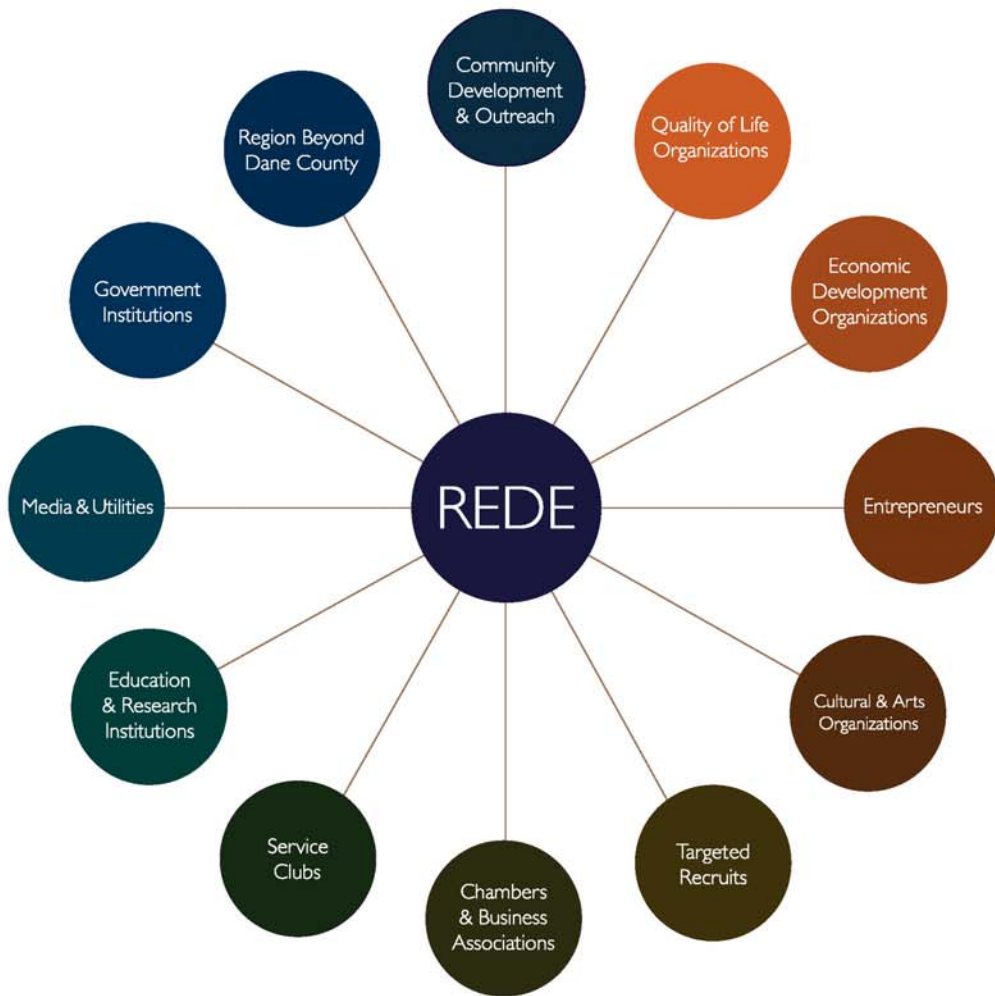 Community
Development
& Outreach
Quality of Life
Organizations
Economic
Development
Organizations
Entrepreneurs
Cultural & Arts
Organizations
Targeted
Recruits
Chambers
& Business
Associations
Service
Clubs
Education
& Research
Institutions
Media & Utilities
Government
Institutions
Region Beyond
Dane County
REDE